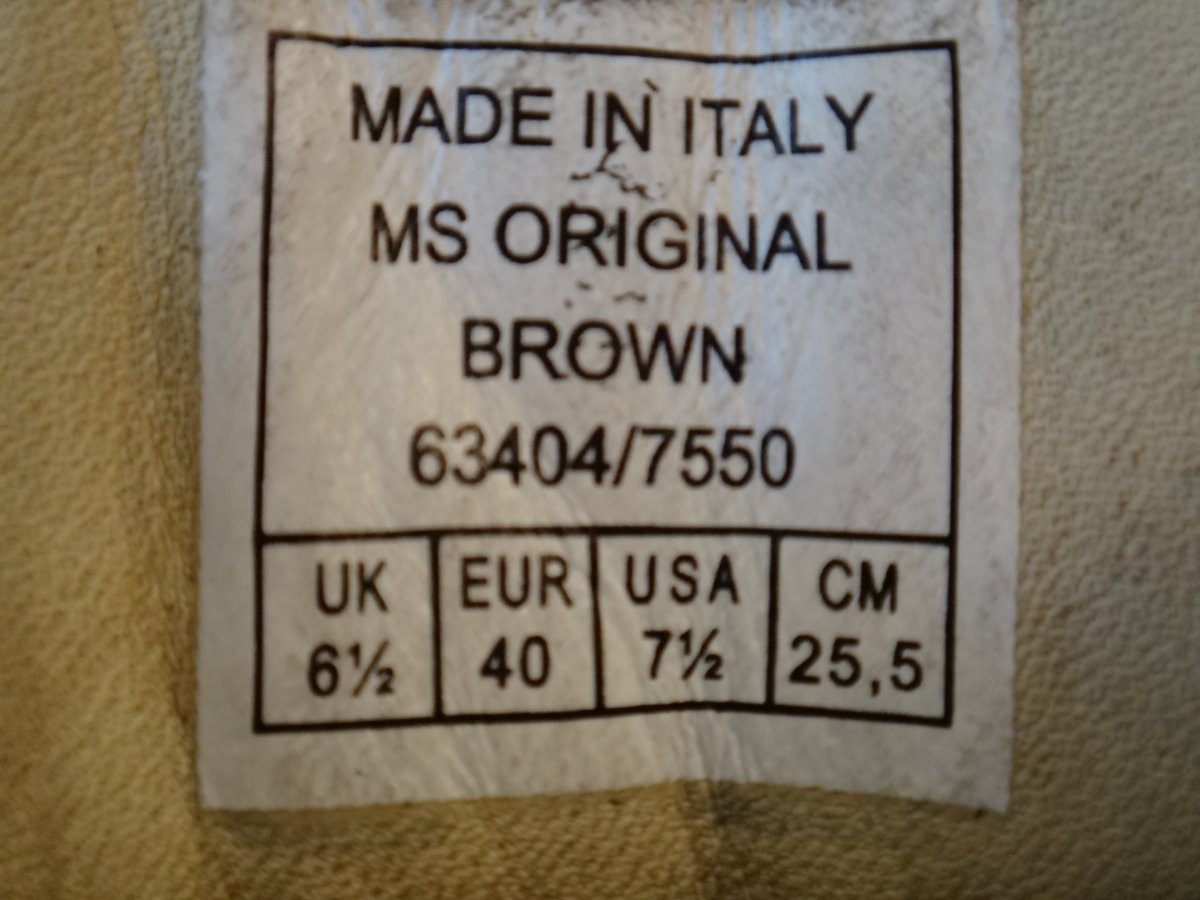 MADE IN ITALY
MS ORIGINAL
BROWN
63404/7550
UK EUR USA CM
6½ 40 7½ 25,5